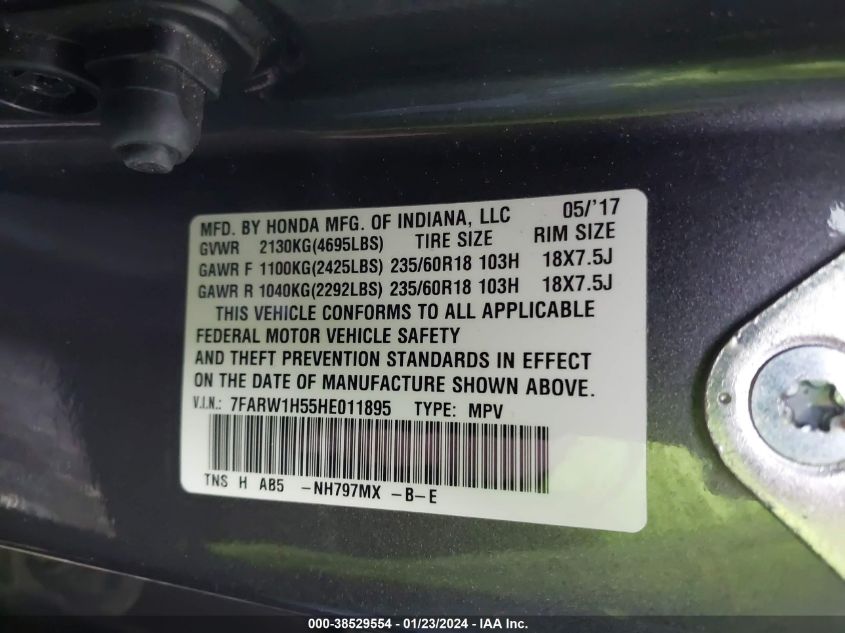 MFD. BY HONDA MFG. OF INDIANA, LLC 05/'17
GVWR 2130KG(4695LBS) TIRE SIZE RIM SIZE
GAWR F 1100KG(2425LBS) 235/60R18 103H 18X7.5J
GAWR R 1040KG(2292LBS) 235/60R18 103H 18X7.5J
THIS VEHICLE CONFORMS TO ALL APPLICABLE
FEDERAL MOTOR VEHICLE SAFETY
AND THEFT PREVENTION STANDARDS IN EFFECT
ON THE DATE OF MANUFACTURE SHOWN ABOVE.
V.I.N.: 7FARW1H55HE011895 TYPE: MPV
TNS H A85 -NH797MX -B-E
000-38529554 - 01/23/2024 - IAA Inc.